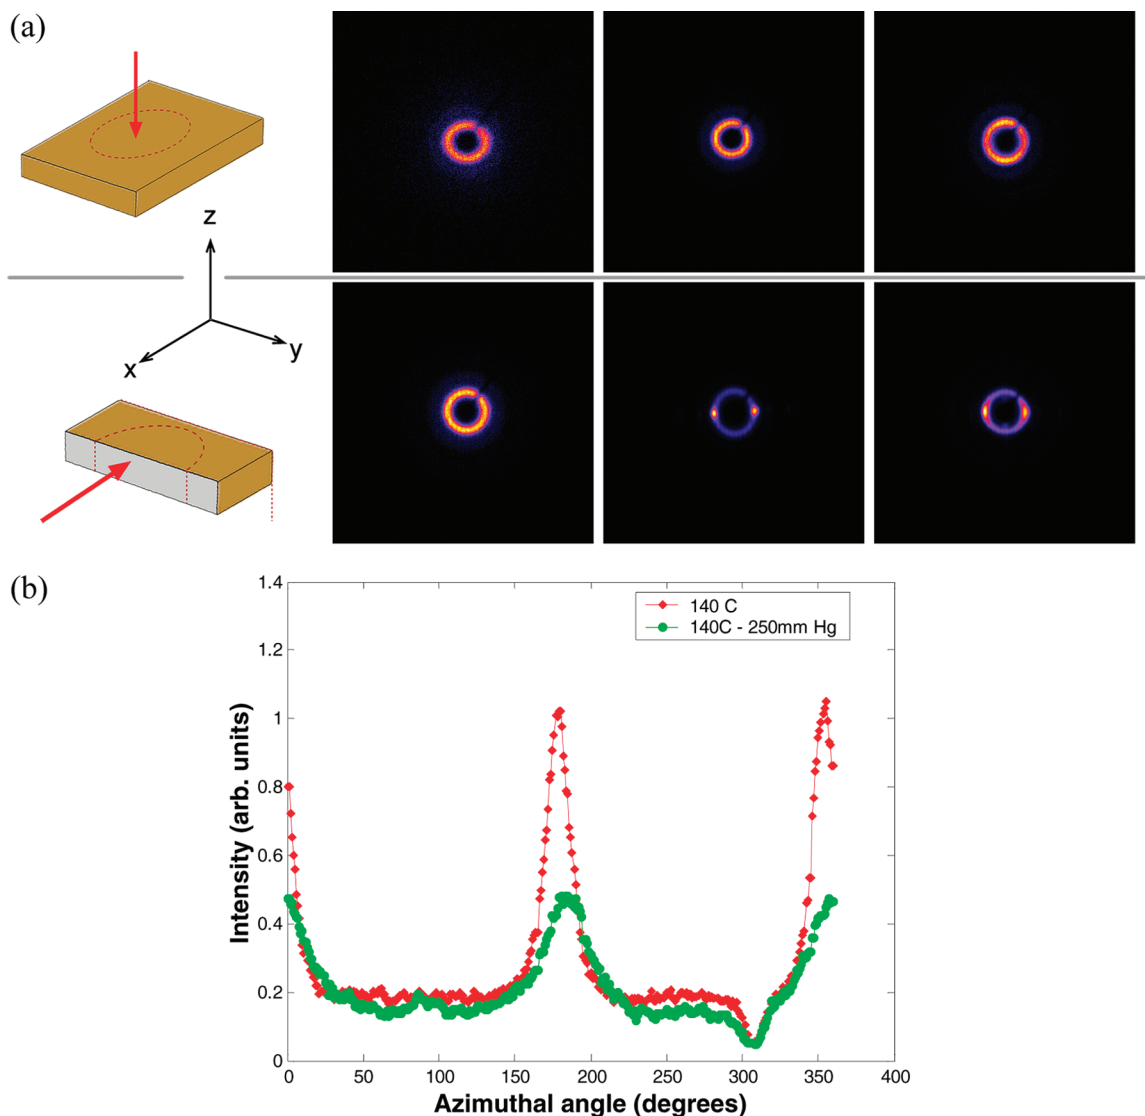 (a)
z
x
y
(b)
1.4
1.2
1
0.8
0.6
0.4
0.2
0
Intensity (arb. units)
140 C
140C - 250mm Hg
0 50 100 150 200 250 300 350 400
Azimuthal angle (degrees)